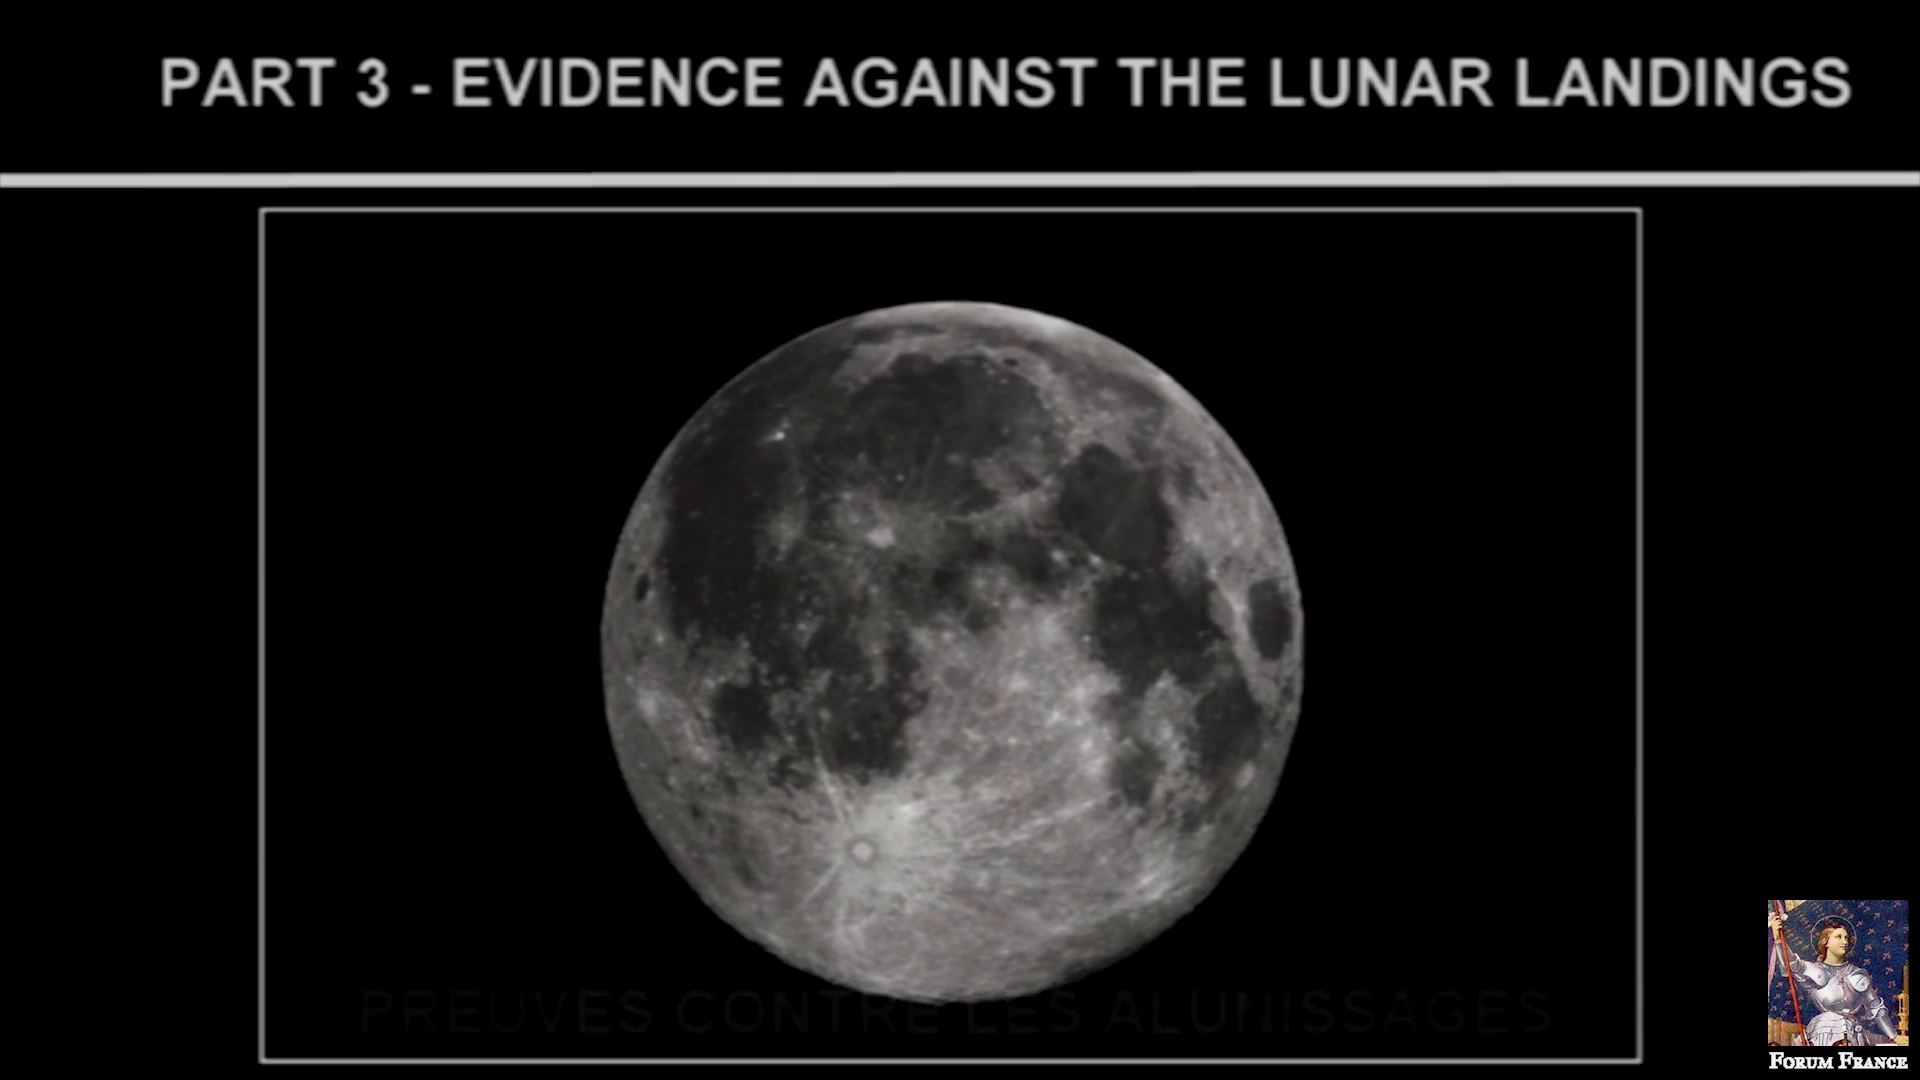 PART 3 - EVIDENCE AGAINST THE LUNAR LANDINGS
PREUVES CONTRE LES ALUNISSAGES
FORUM FRANCE